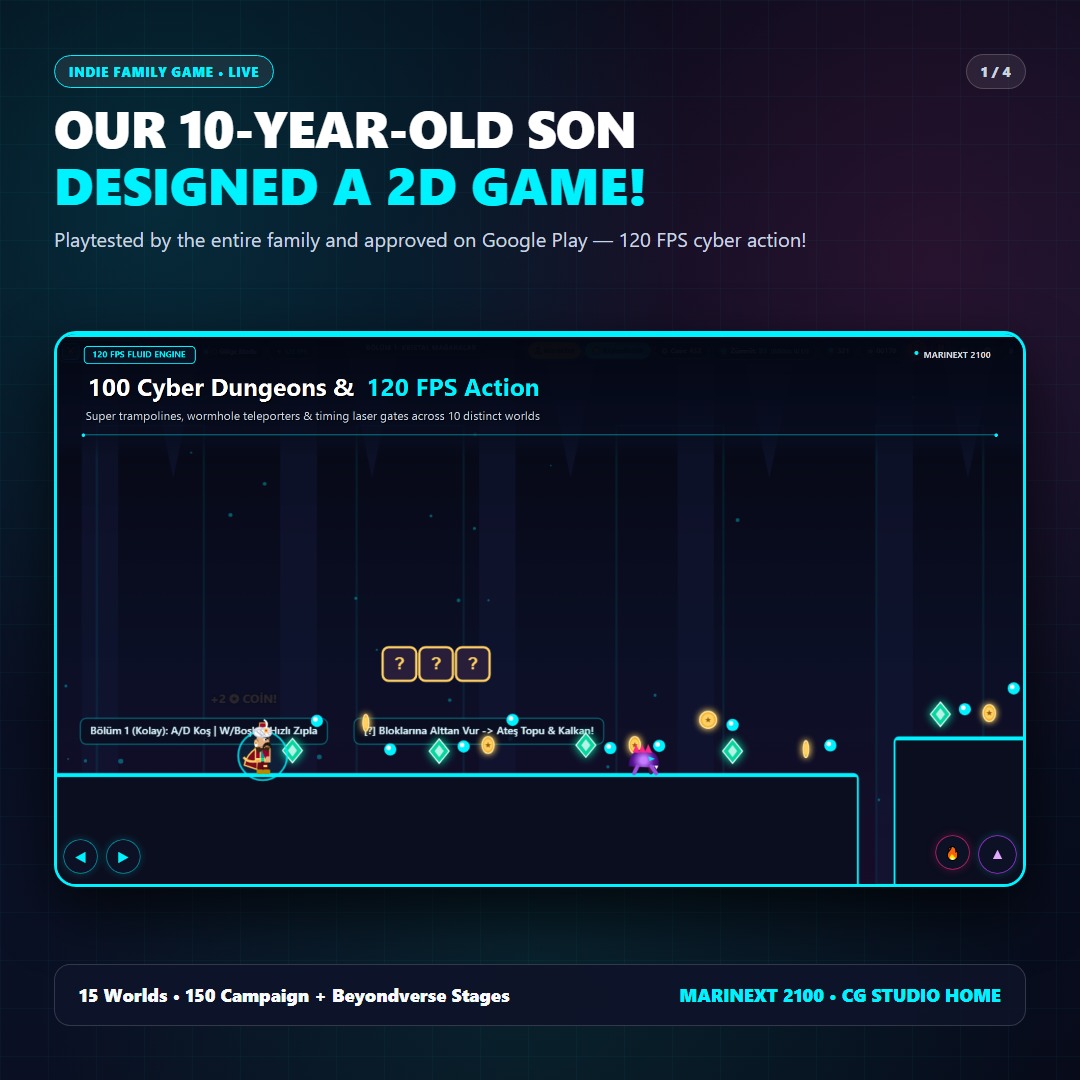 INDIE FAMILY GAME • LIVE
1 / 4
OUR 10-YEAR-OLD SON
DESIGNED A 2D GAME!
Playtested by the entire family and approved on Google Play — 120 FPS cyber action!
120 FPS FLUID ENGINE
• MARINEXT 2100
100 Cyber Dungeons & 120 FPS Action
Super trampolines, wormhole teleporters & timing laser gates across 10 distinct worlds
? ? ?
+2 COİN!
Bölüm 1 (Kolay): A/D Koş | Hızlı Zıpla
[?] Bloklarına Alttan Vur -> Ateş Topu & Kalkan!
15 Worlds • 150 Campaign + Beyondverse Stages
MARINEXT 2100 • CG STUDIO HOME